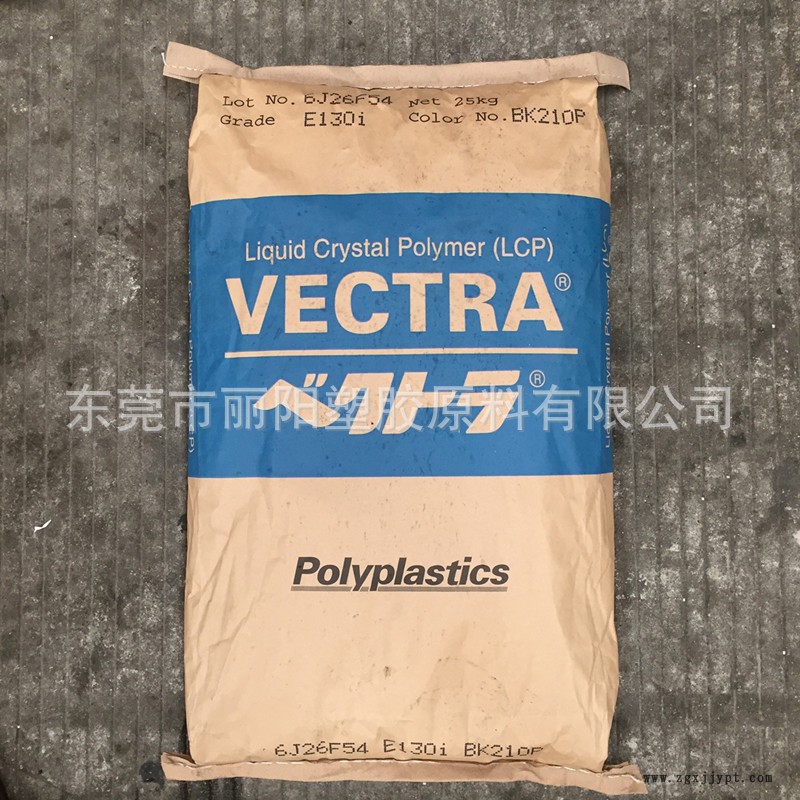 Lot No. 6J26F54 Net 25kg
Grade E130i Color No. BK210P
Liquid Crystal Polymer (LCP)
VECTRA®
ベクトラ®
东莞市丽阳塑胶原料有限公司
Polyplastics
6J26F54 E130i BK210P
www.zgxjjypt.com